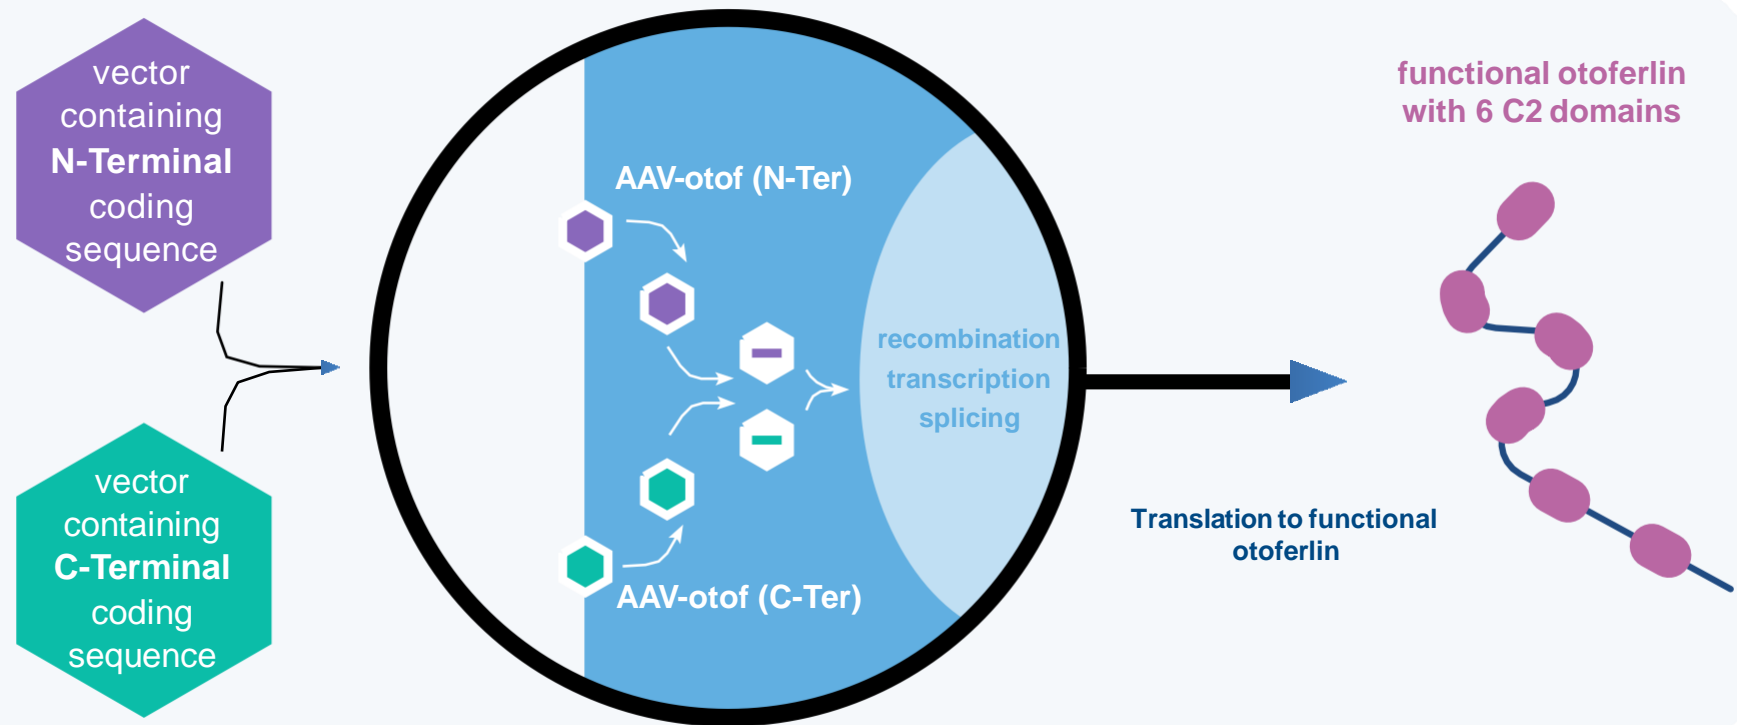 vector
containing
N-Terminal
coding
sequence
vector
containing
C-Terminal
coding
sequence
AAV-otof (N-Ter)
AAV-otof (C-Ter)
recombination
transcription
splicing
Translation to functional
otoferlin
functional otoferlin
with 6 C2 domains